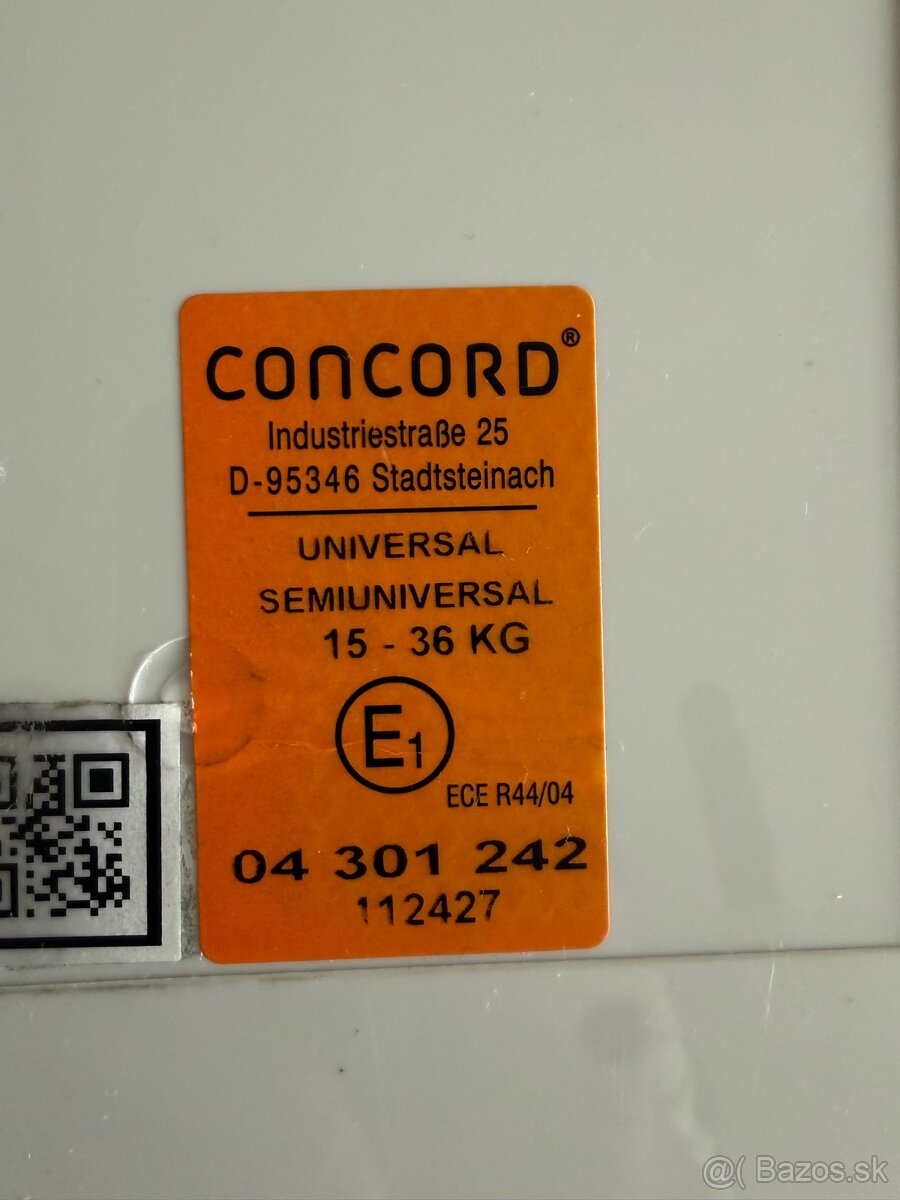 CONCORD®
Industriestraße 25
D-95346 Stadtsteinach
UNIVERSAL
SEMIUNIVERSAL
15 - 36 KG
E1
ECE R44/04
04 301 242
112427
@( Bazos.sk